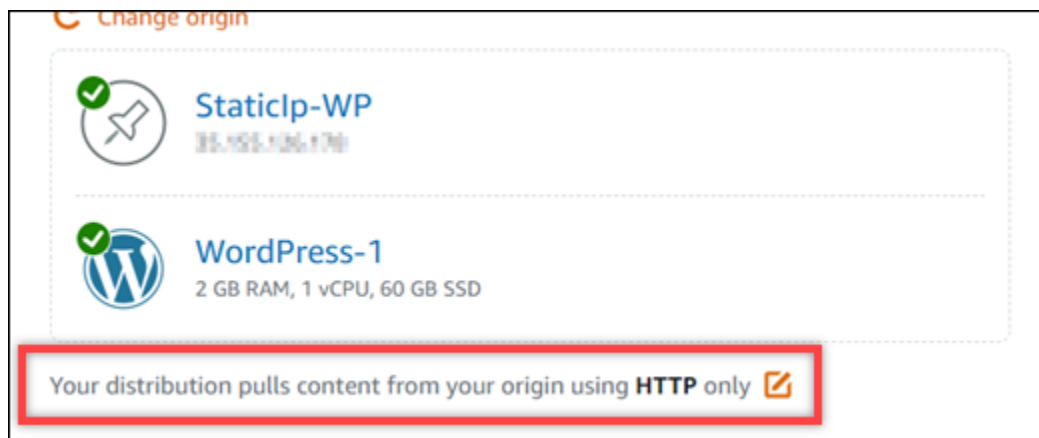 Change origin
StaticIp-WP
WordPress-1
2 GB RAM, 1 vCPU, 60 GB SSD
Your distribution pulls content from your origin using HTTP only